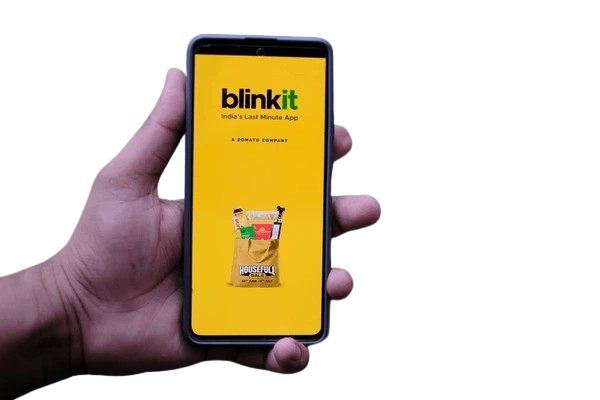 blinkit
India's Last Minute App
A ZOMATO COMPANY
HOUSEFULL
SALE